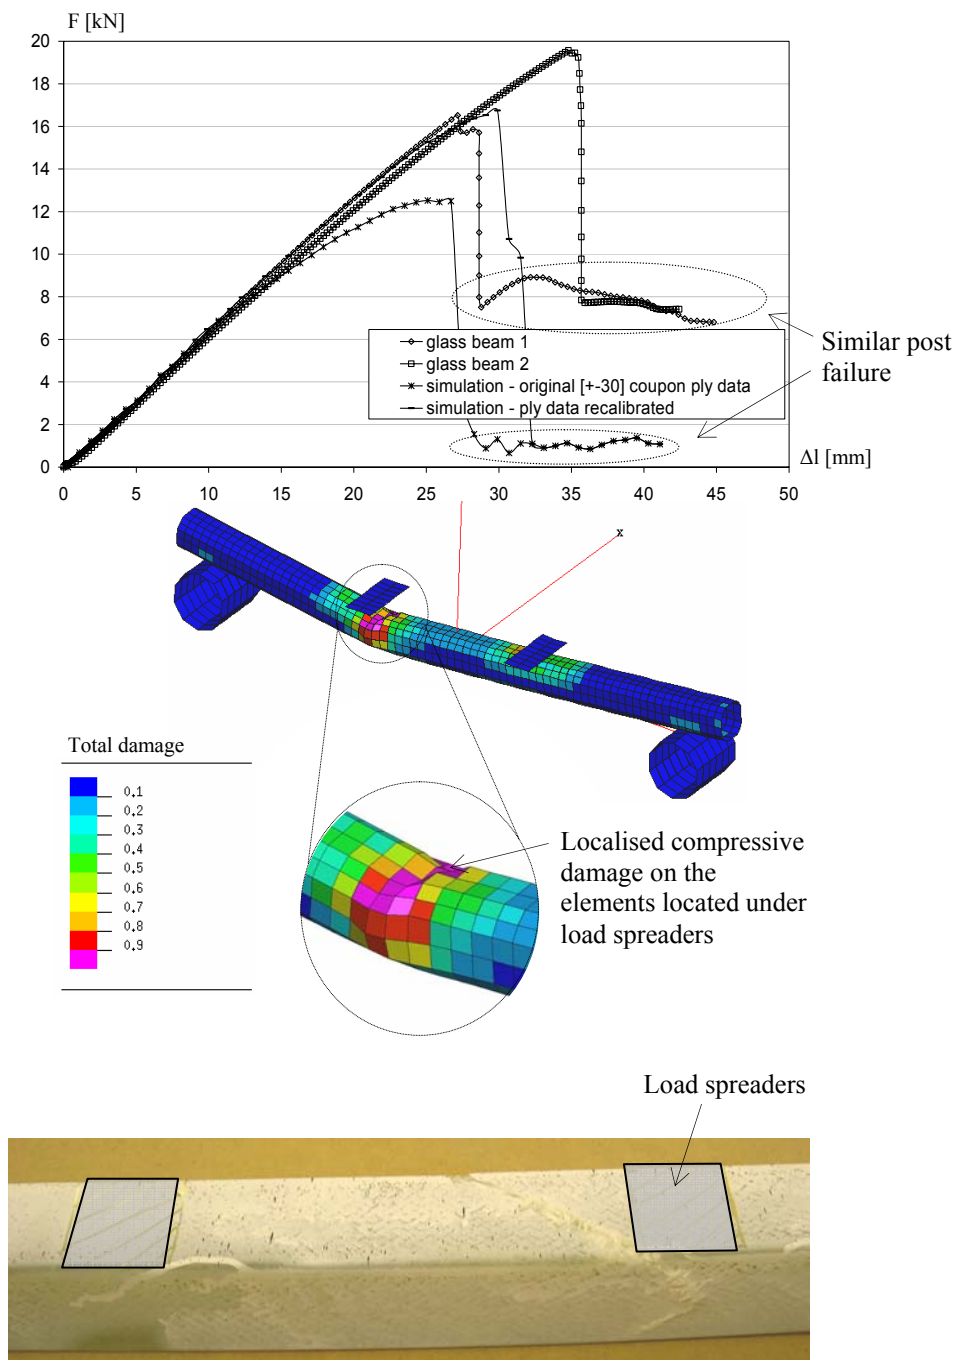 F [kN]
20
18
16
14
12
10
8
6
4
2
0
0 5 10 15 20 25 30 35 40 45 50
Δl [mm]
glass beam 1
glass beam 2
simulation - original [+-30] coupon ply data
simulation - ply data recalibrated
Similar post
failure
x
Total damage
0.1
0.2
0.3
0.4
0.5
0.6
0.7
0.8
0.9
Localised compressive
damage on the
elements located under
load spreaders
Load spreaders